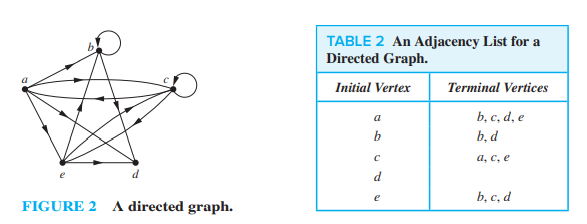 b
a
c
e
d
FIGURE 2 A directed graph.
TABLE 2 An Adjacency List for a
Directed Graph.
Initial Vertex Terminal Vertices
a b, c, d, e
b b, d
c a, c, e
d
e b, c, d